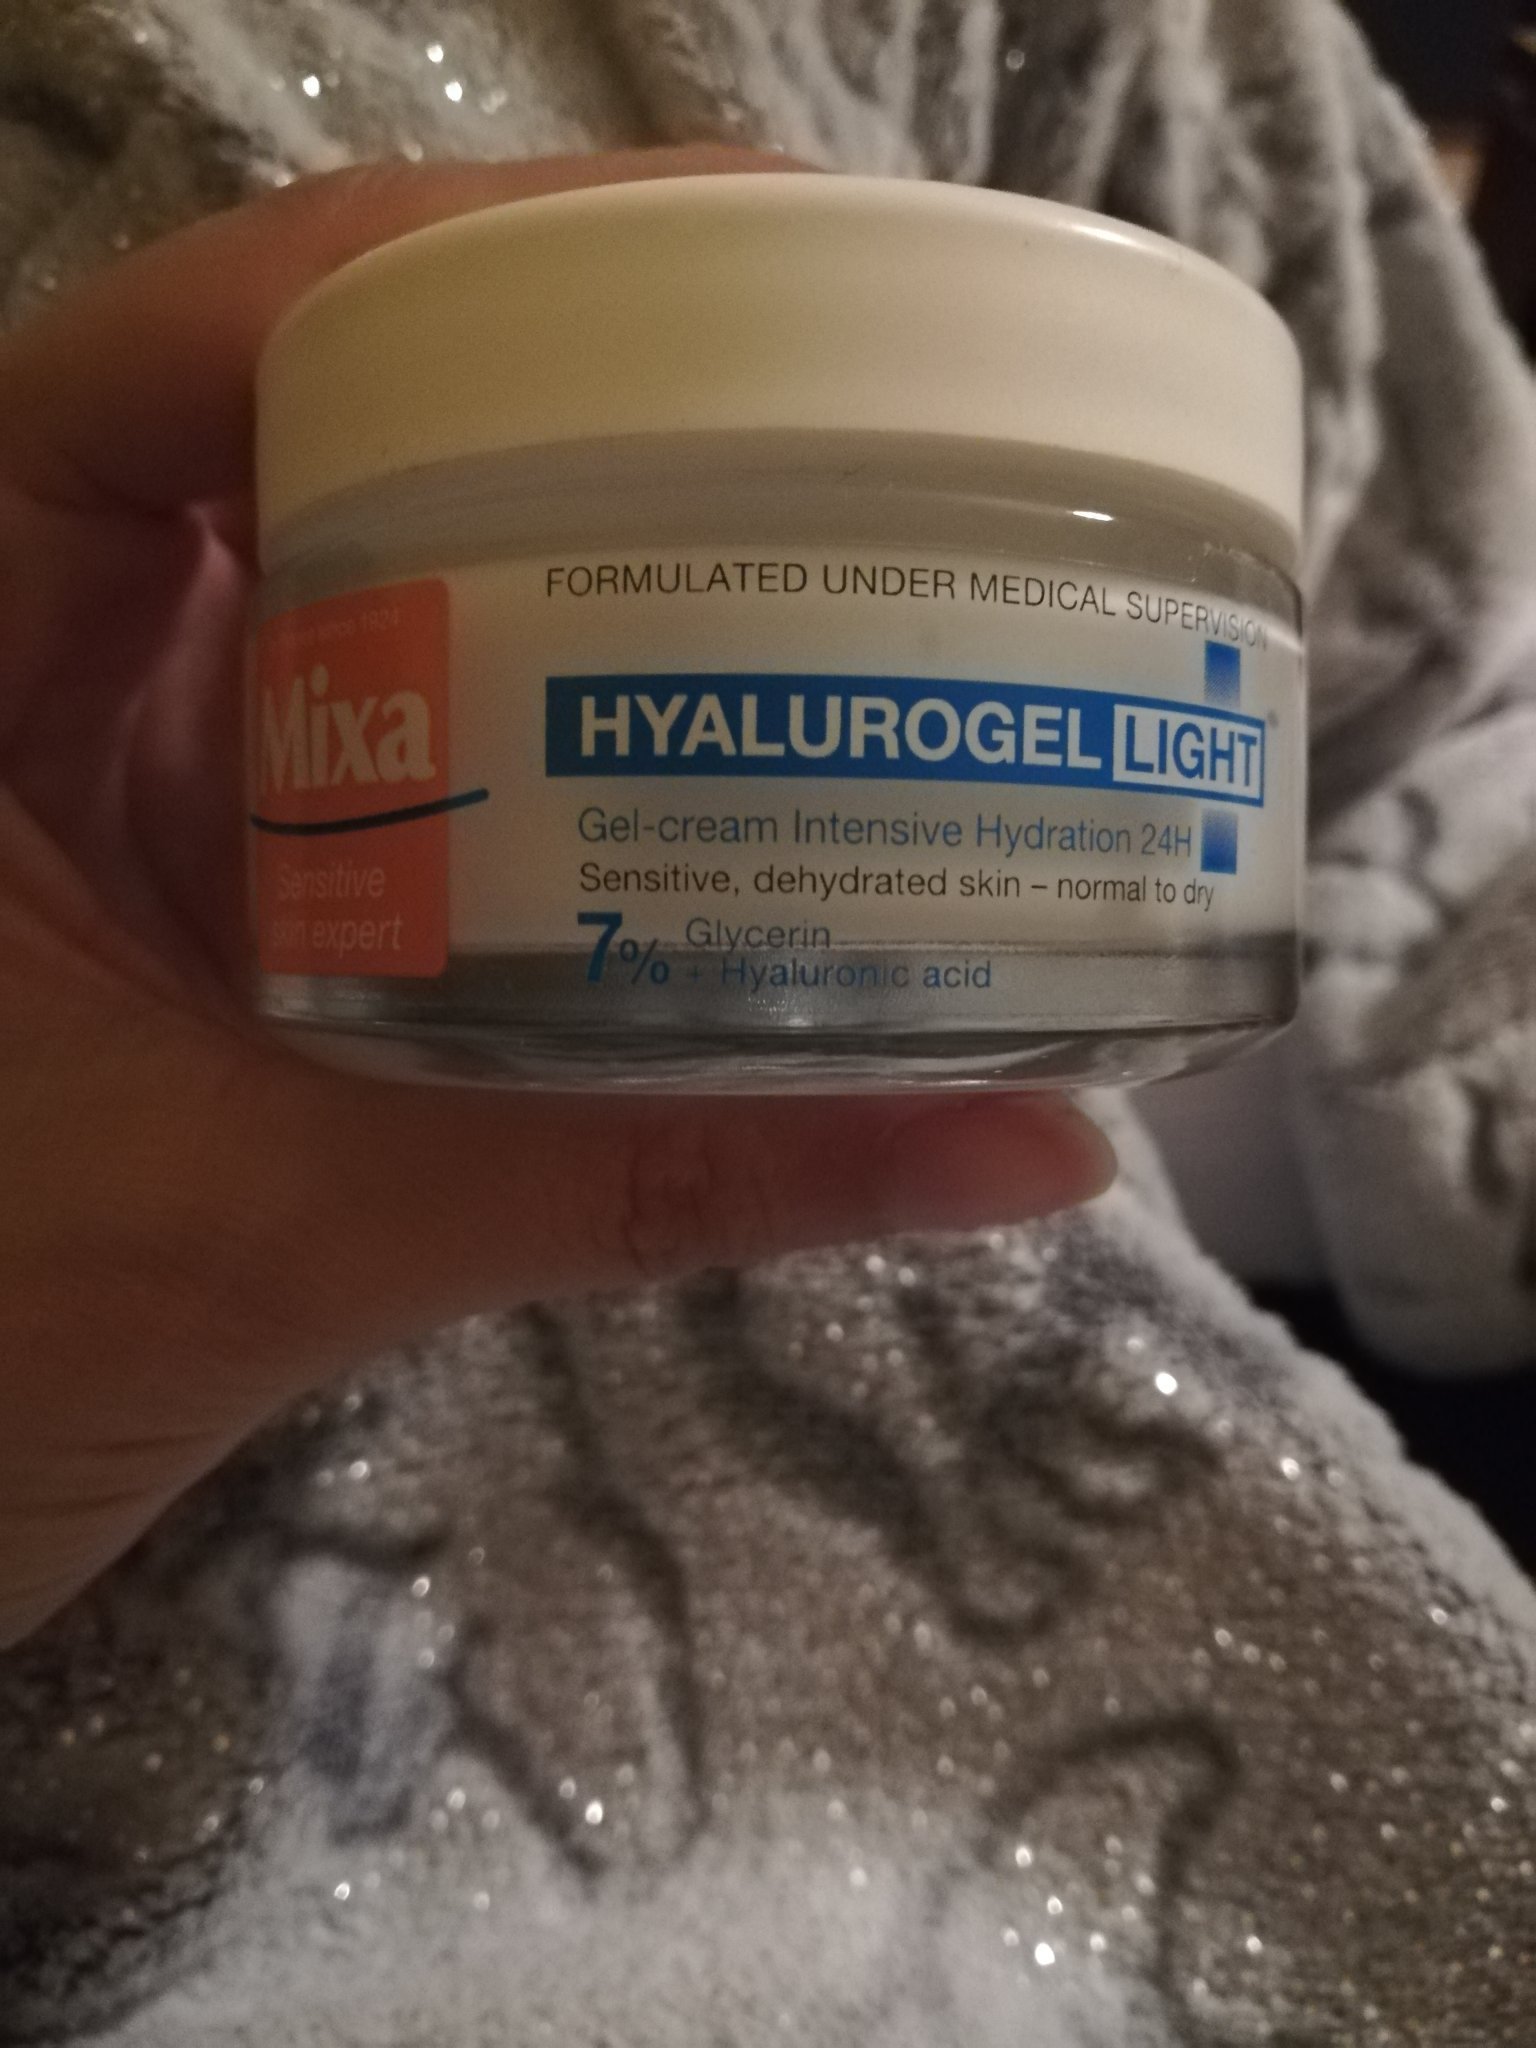 Mixa
Sensitive
skin expert
FORMULATED UNDER MEDICAL SUPERVISION
HYALUROGEL LIGHT
Gel-cream Intensive Hydration 24H
Sensitive, dehydrated skin – normal to dry
7% Glycerin
+ Hyaluronic acid